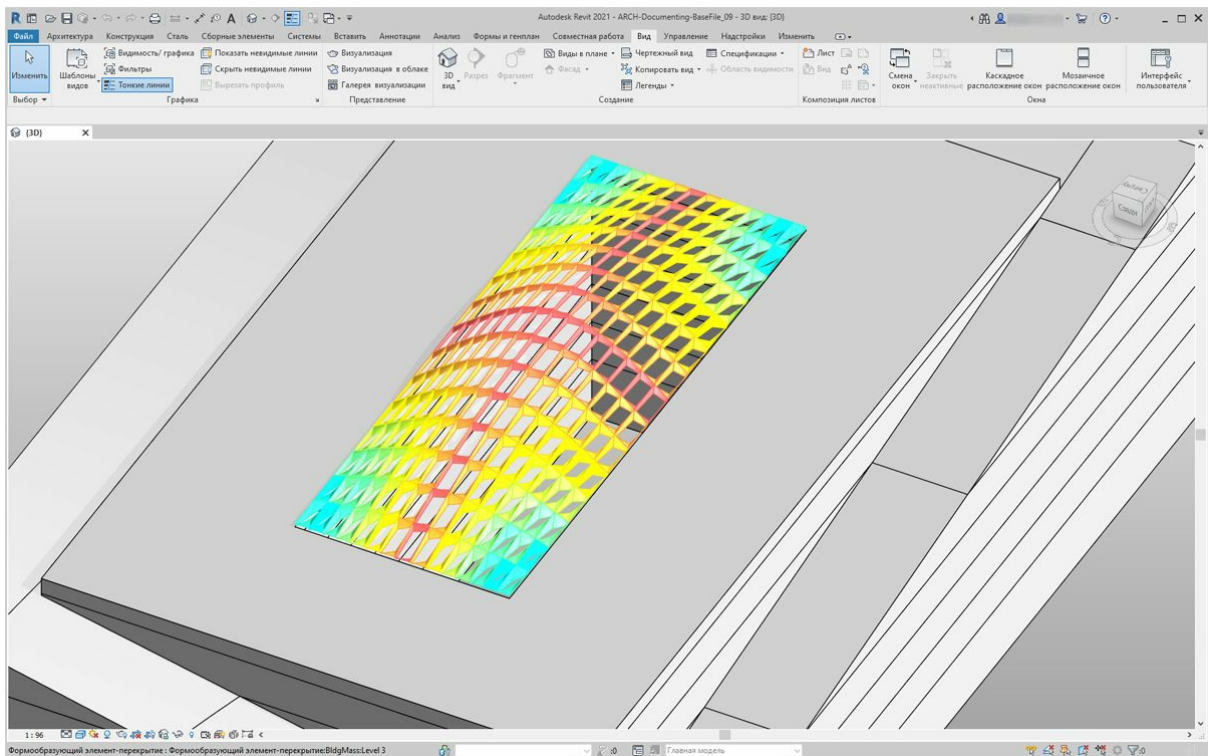 Autodesk Revit 2021 - ARCH-Documenting-BaseFile_09 - 3D вид: {3D}
Файл Архитектура Конструкция Сталь Сборные элементы Системы Вставить Аннотации Анализ Формы и генплан Совместная работа Вид Управление Надстройки Изменить
Изменить
Шаблоны видов
Видимость/ графика
Фильтры
Тонкие линии
Показать невидимые линии
Скрыть невидимые линии
Вырезать профиль
Визуализация
Визуализация в облаке
Галерея визуализации
3D вид
Разрез
Фрагмент
Виды в плане
Фасад
Чертежный вид
Копировать вид
Легенды
Спецификации
Область видимости
Лист
Вид
Смена окон
Закрыть неактивные
Каскадное расположение окон
Мозаичное расположение окон
Интерфейс пользователя
Выбор
Графика
Представление
Создание
Композиция листов
Окна
{3D}
1 : 96
Формообразующий элемент-перекрытие : Формообразующий элемент-перекрытие:BldgMass:Level 3
:0
Главная модель
:0